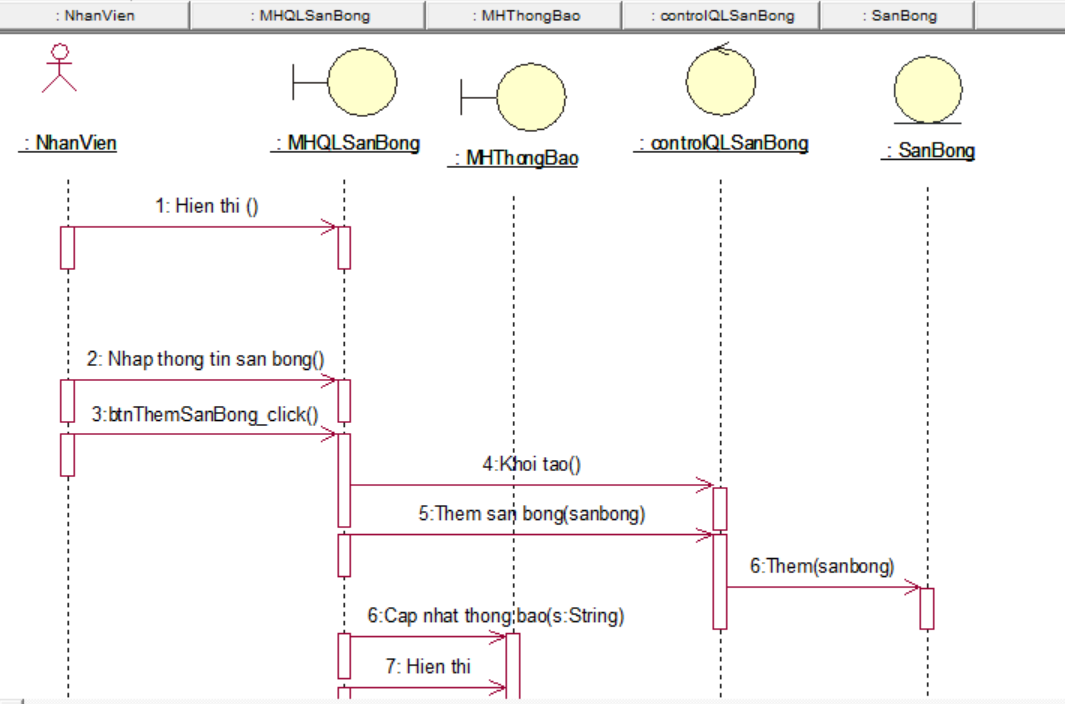 : NhanVien
: MHQLSanBong
: MHThongBao
: controlQLSanBong
: SanBong
: NhanVien
: MHQLSanBong
: MHThongBao
: controlQLSanBong
: SanBong
1: Hien thi ()
2: Nhap thong tin san bong()
3:btnThemSanBong_click()
4:Khoi tao()
5:Them san bong(sanbong)
6:Them(sanbong)
6:Cap nhat thong bao(s:String)
7: Hien thi